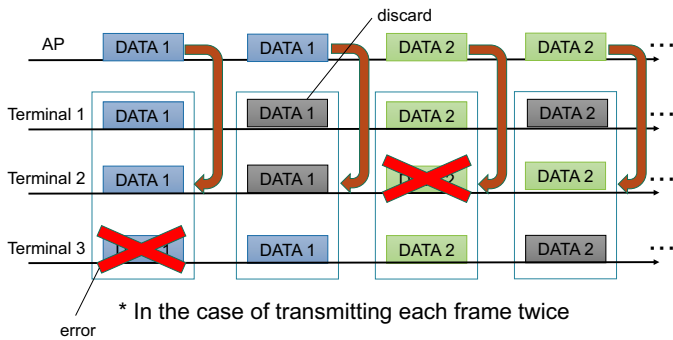 discard
AP DATA 1 DATA 1 DATA 2 DATA 2 ...
Terminal 1 DATA 1 DATA 1 DATA 2 DATA 2 ...
Terminal 2 DATA 1 DATA 1 2 DATA 2 ...
Terminal 3 DATA 1 DATA 2 DATA 2 ...
error
* In the case of transmitting each frame twice